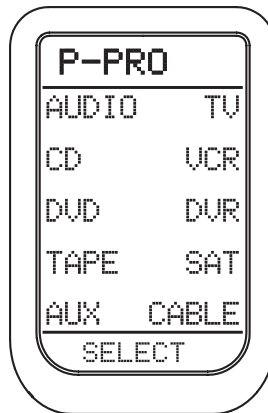 P-PRO
AUDIO TV
CD VCR
DVD DVR
TAPE SAT
AUX CABLE
SELECT